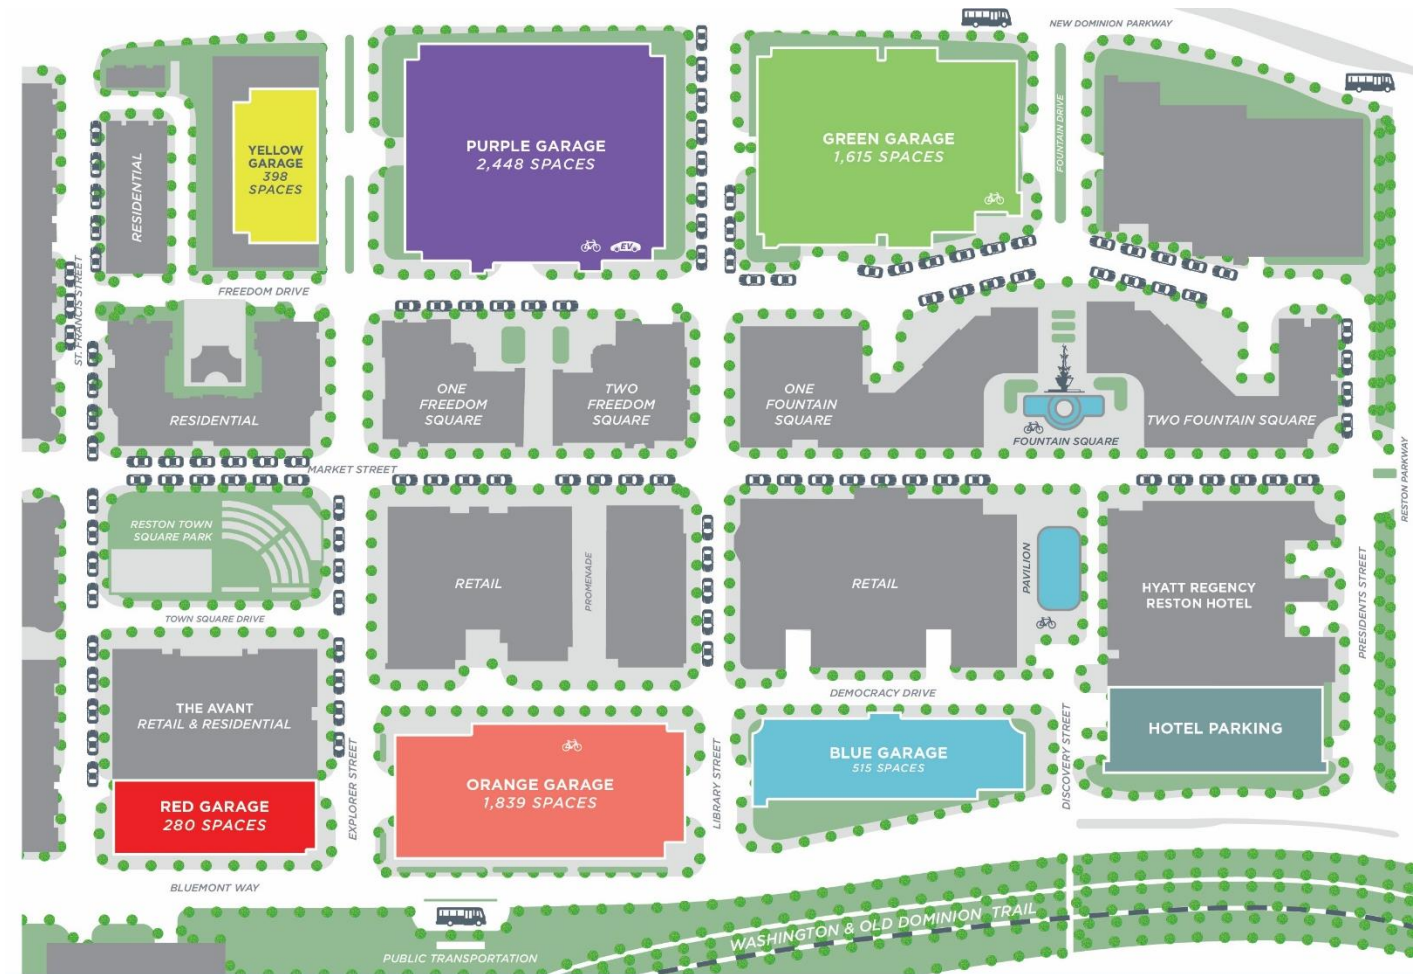 NEW DOMINION PARKWAY
YELLOW
GARAGE
398
SPACES
PURPLE GARAGE
2,448 SPACES
EV
GREEN GARAGE
1,615 SPACES
FOUNTAIN DRIVE
RESIDENTIAL
ST. FRANCIS STREET
FREEDOM DRIVE
RESIDENTIAL
ONE
FREEDOM
SQUARE
TWO
FREEDOM
SQUARE
ONE
FOUNTAIN
SQUARE
FOUNTAIN SQUARE
TWO FOUNTAIN SQUARE
MARKET STREET
RESTON PARKWAY
RESTON TOWN
SQUARE PARK
RETAIL
PROMENADE
RETAIL
PAVILION
HYATT REGENCY
RESTON HOTEL
PRESIDENTS STREET
TOWN SQUARE DRIVE
THE AVANT
RETAIL & RESIDENTIAL
DEMOCRACY DRIVE
DISCOVERY STREET
HOTEL PARKING
RED GARAGE
280 SPACES
EXPLORER STREET
ORANGE GARAGE
1,839 SPACES
LIBRARY STREET
BLUE GARAGE
515 SPACES
BLUEMONT WAY
WASHINGTON & OLD DOMINION TRAIL
PUBLIC TRANSPORTATION